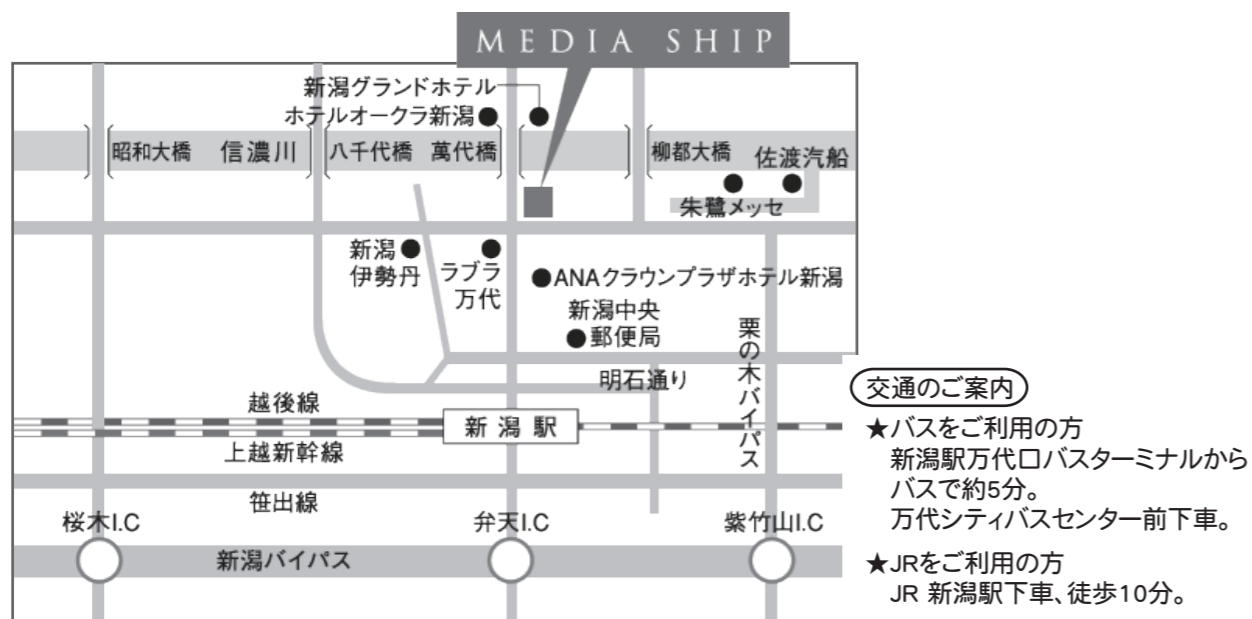 MEDIA SHIP
新潟グランドホテル
ホテルオークラ新潟
昭和大橋
信濃川
八千代橋
萬代橋
柳都大橋
佐渡汽船
朱鷺メッセ
新潟
伊勢丹
ラブラ
万代
ANAクラウンプラザホテル新潟
新潟中央
郵便局
栗の木バイパス
明石通り
越後線
新潟駅
上越新幹線
笹出線
桜木I.C
弁天I.C
紫竹山I.C
新潟バイパス
交通のご案内
★バスをご利用の方
新潟駅万代口バスターミナルから
バスで約5分。
万代シティバスセンター前下車。
★JRをご利用の方
JR 新潟駅下車、徒歩10分。